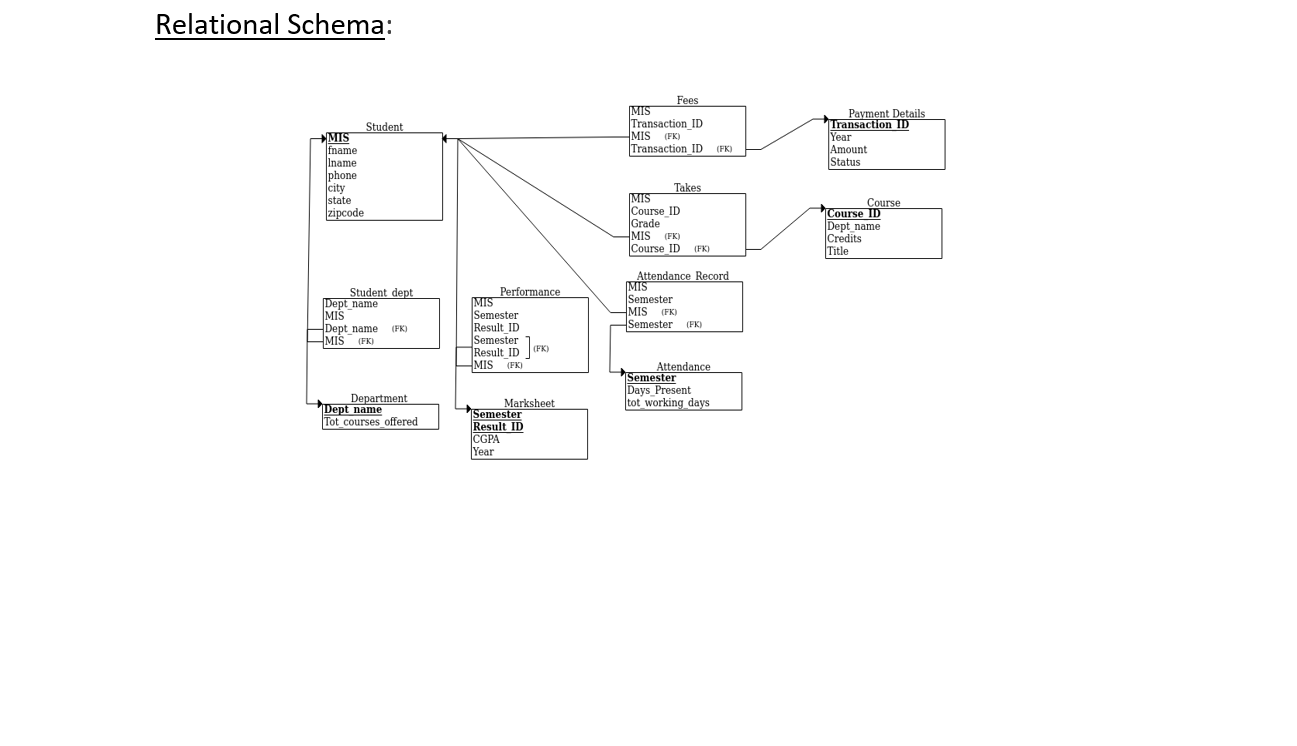 Relational Schema:
Student
MIS
fname
lname
phone
city
state
zipcode
Fees
MIS
Transaction_ID
MIS (FK)
Transaction_ID (FK)
Payment Details
Transaction_ID
Year
Amount
Status
Takes
MIS
Course_ID
Grade
MIS (FK)
Course_ID (FK)
Course
Course_ID
Dept_name
Credits
Title
Student_dept
Dept_name
MIS
Dept_name (FK)
MIS (FK)
Performance
MIS
Semester
Result_ID
Semester
Result_ID
(FK)
MIS (FK)
Attendance_Record
MIS
Semester
MIS (FK)
Semester (FK)
Attendance
Semester
Days_Present
tot_working_days
Department
Dept_name
Tot_courses_offered
Marksheet
Semester
Result_ID
CGPA
Year